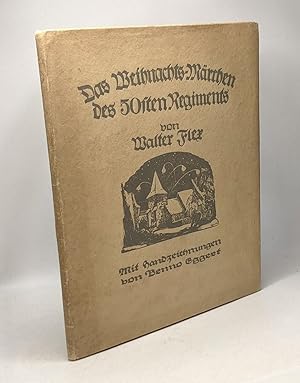 Das Weihnachts-Märchen
des 50sten Regiments
von
Walter Flex
Mit Handzeichnungen
von Benno Eggert